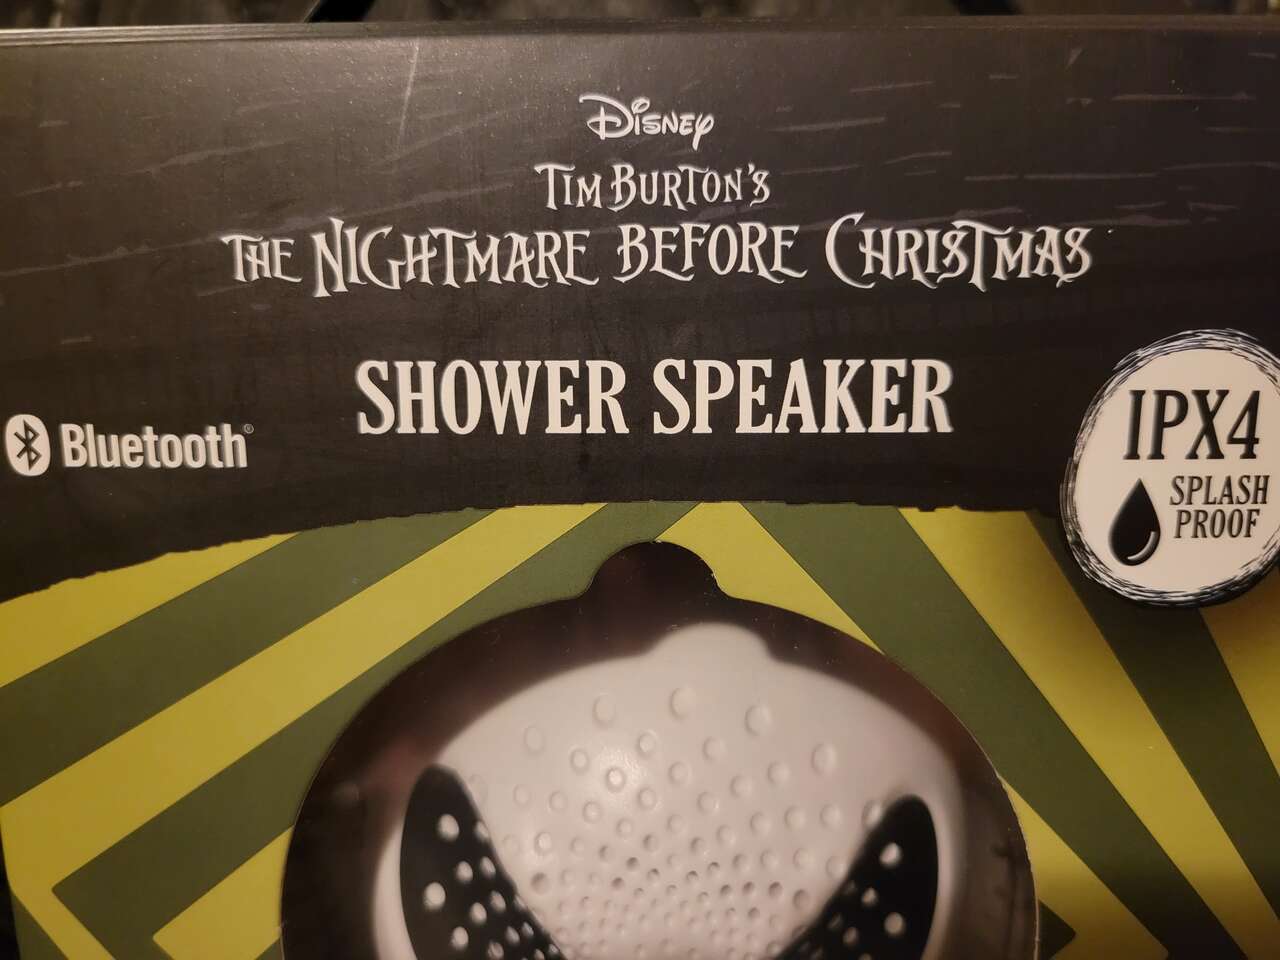 Disney
Tim Burton's
The Nightmare Before Christmas
SHOWER SPEAKER
Bluetooth®
IPX4
SPLASH
PROOF